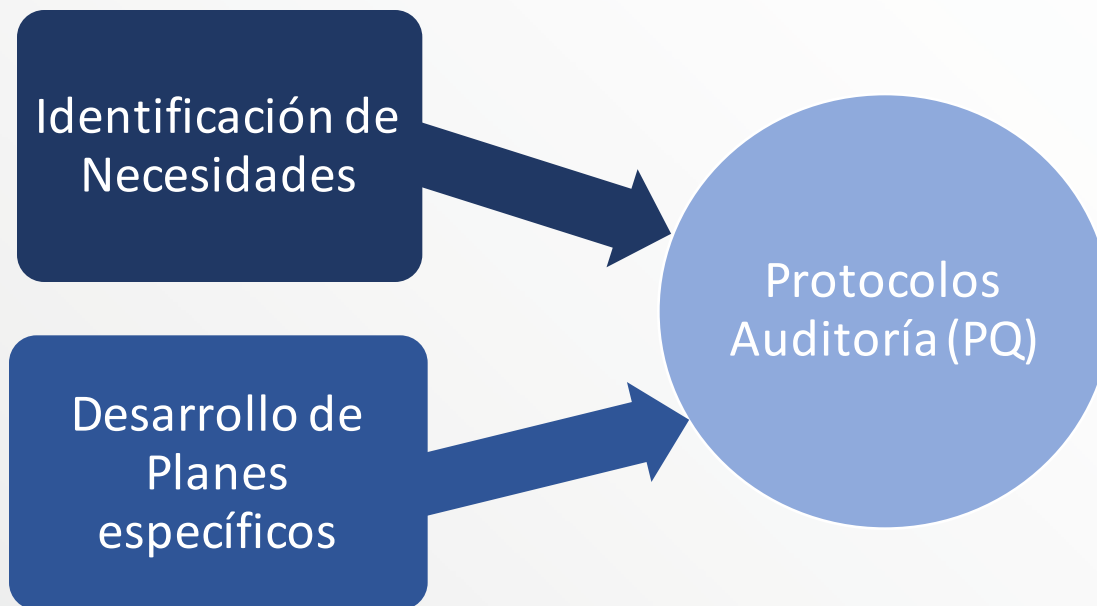 Identificación de
Necesidades
Protocolos
Auditoría (PQ)
Desarrollo de
Planes
específicos